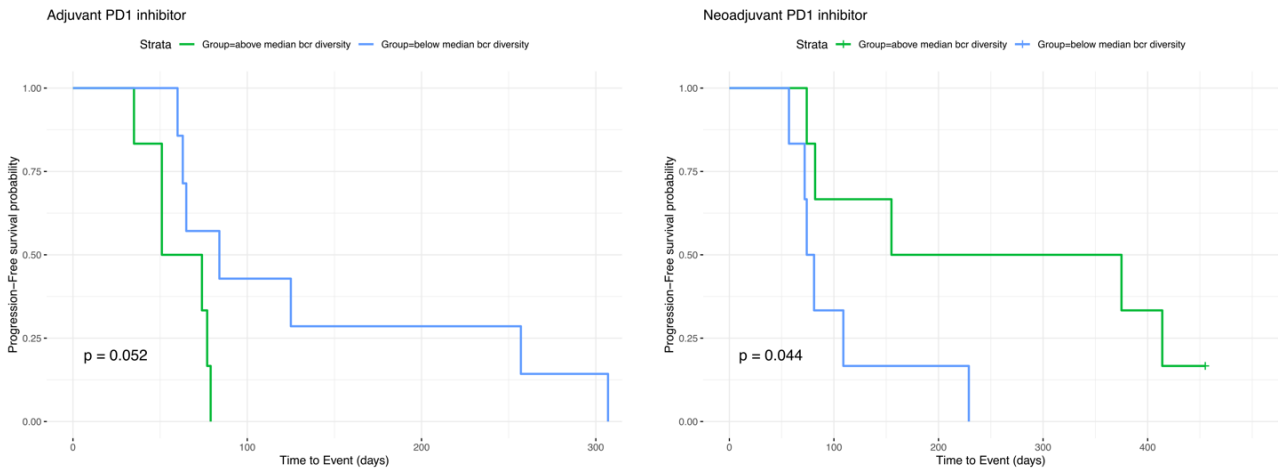 Adjuvant PD1 inhibitor
Strata Group=above median bcr diversity Group=below median bcr diversity
1.00
0.75
0.50
0.25
0.00
Progression−Free survival probability
p = 0.052
0 100 200 300
Time to Event (days)
Neoadjuvant PD1 inhibitor
Strata Group=above median bcr diversity Group=below median bcr diversity
1.00
0.75
0.50
0.25
0.00
Progression−Free survival probability
p = 0.044
0 100 200 300 400
Time to Event (days)